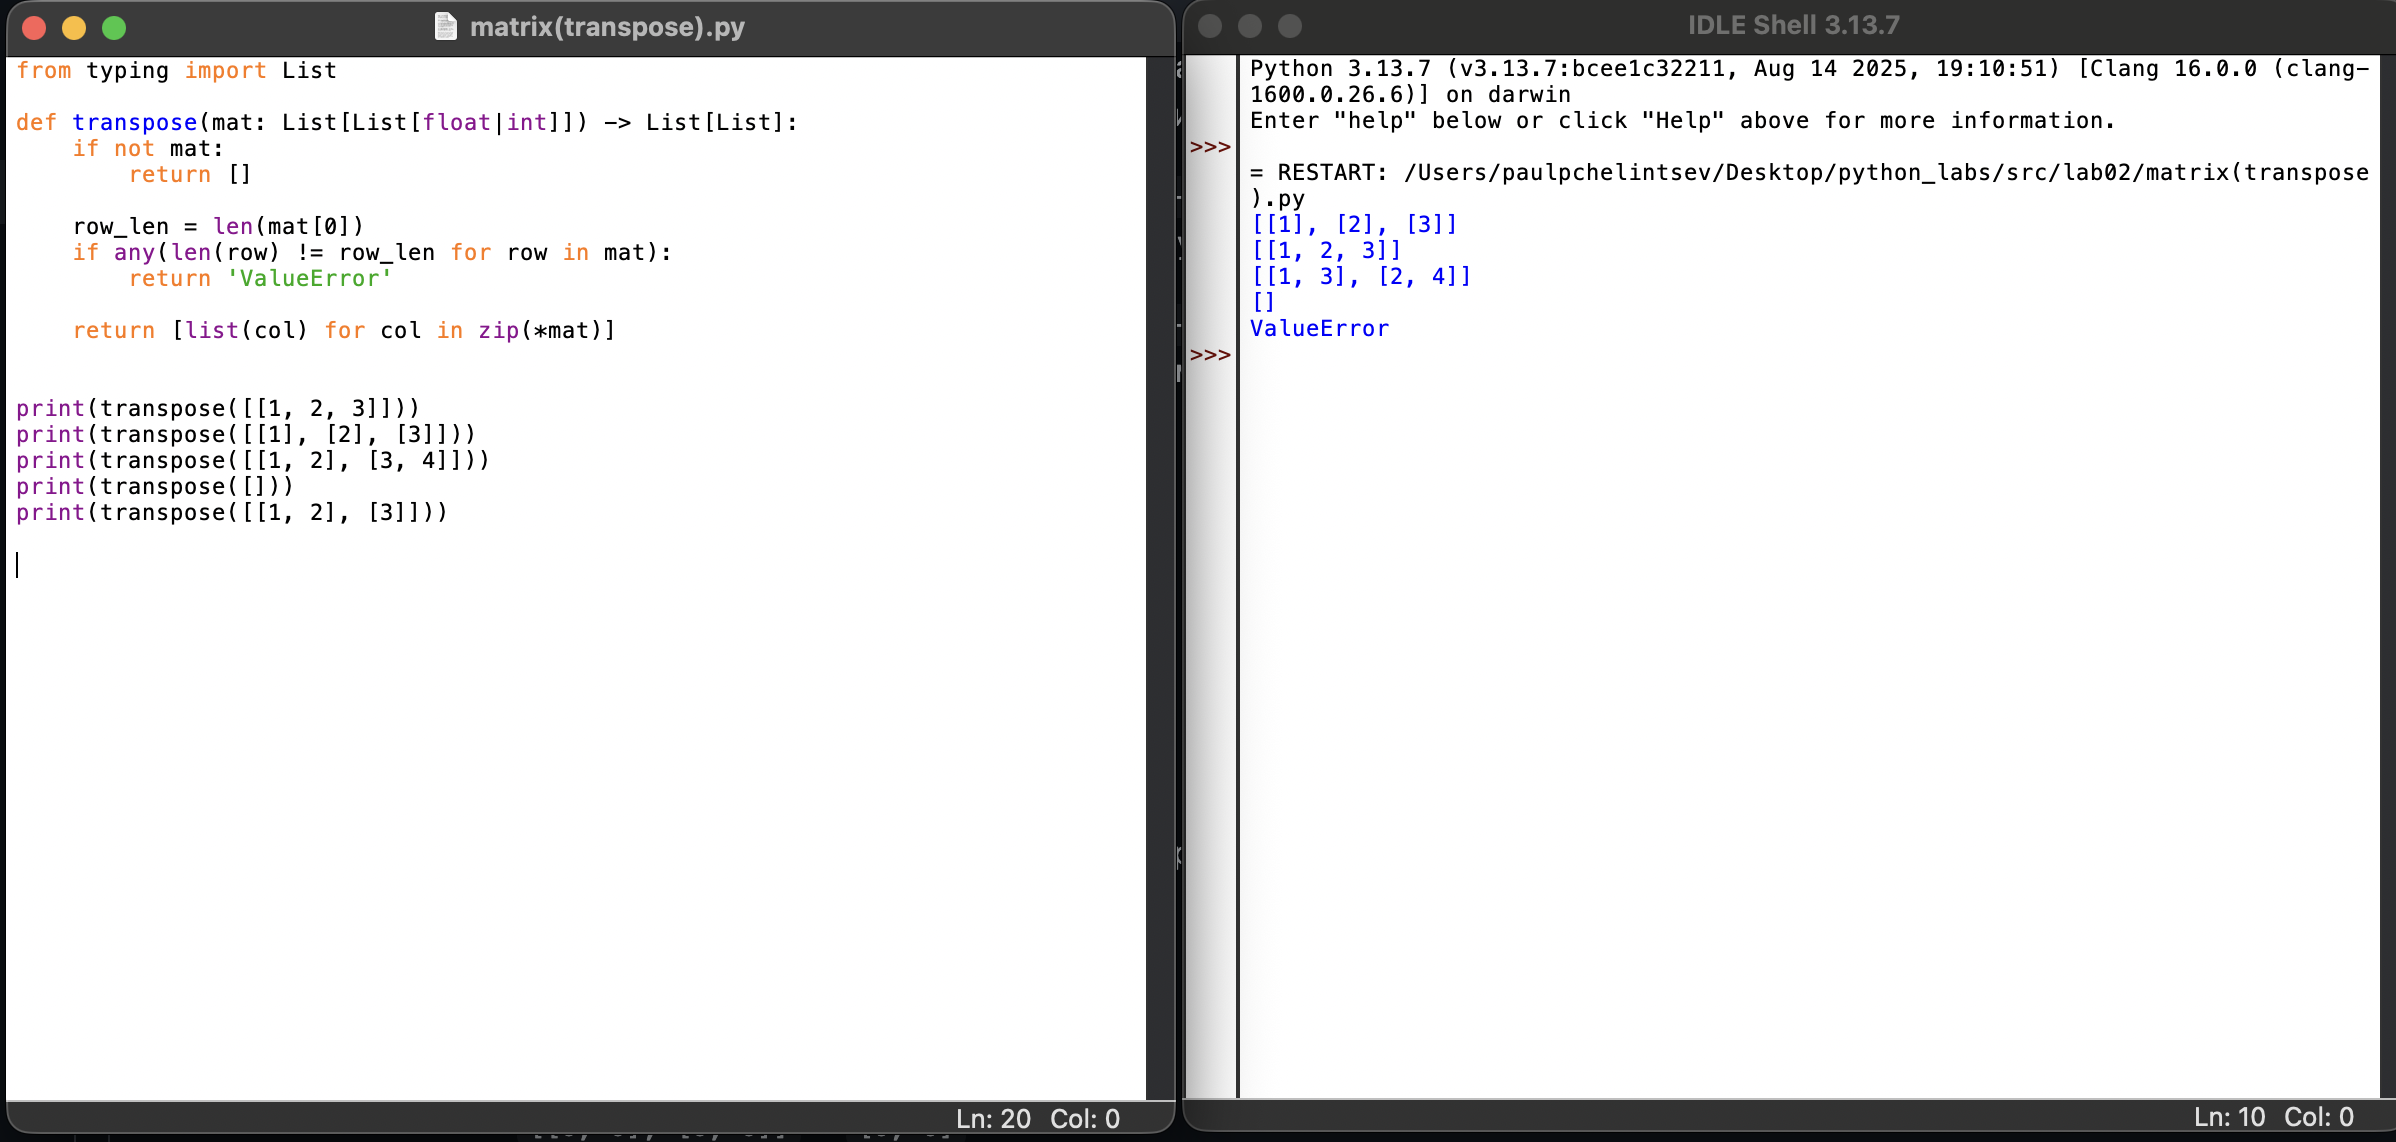 matrix(transpose).py
from typing import List
def transpose(mat: List[List[float|int]]) -> List[List]:
    if not mat:
        return []
    row_len = len(mat[0])
    if any(len(row) != row_len for row in mat):
        return 'ValueError'
    return [list(col) for col in zip(*mat)]
print(transpose([[1, 2, 3]]))
print(transpose([[1], [2], [3]]))
print(transpose([[1, 2], [3, 4]]))
print(transpose([]))
print(transpose([[1, 2], [3]]))
Ln: 20 Col: 0
IDLE Shell 3.13.7
Python 3.13.7 (v3.13.7:bcee1c32211, Aug 14 2025, 19:10:51) [Clang 16.0.0 (clang-
1600.0.26.6)] on darwin
Enter "help" below or click "Help" above for more information.
>>>
= RESTART: /Users/paulpchelintsev/Desktop/python_labs/src/lab02/matrix(transpose
).py
[[1], [2], [3]]
[[1, 2, 3]]
[[1, 3], [2, 4]]
[]
ValueError
>>>
Ln: 10 Col: 0